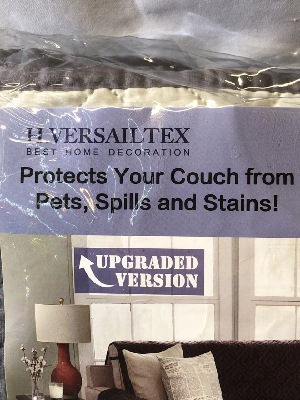 H.VERSAILTEX
BEST HOME DECORATION
Protects Your Couch from
Pets, Spills and Stains!
UPGRADED
VERSION